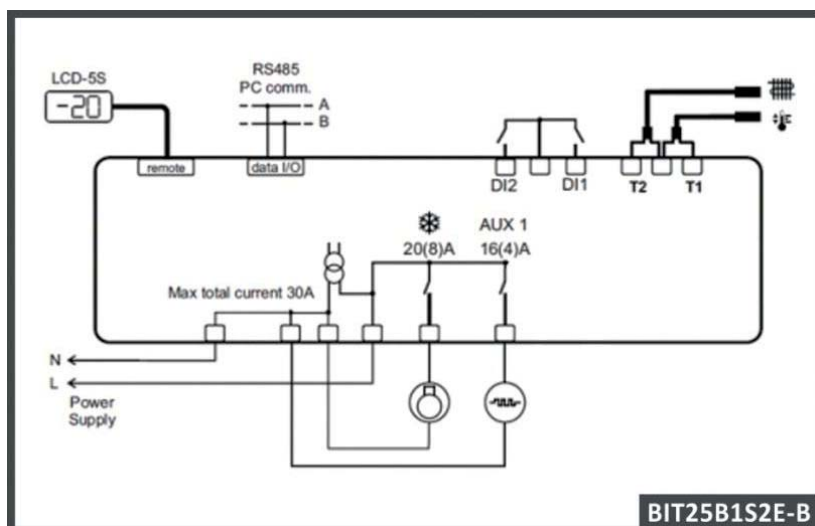 LCD-5S
-20
RS485
PC comm.
A
B
remote
data I/O
DI2
DI1
T2
T1
AUX 1
20(8)A
16(4)A
Max total current 30A
N
L
Power
Supply
BIT25B1S2E-B